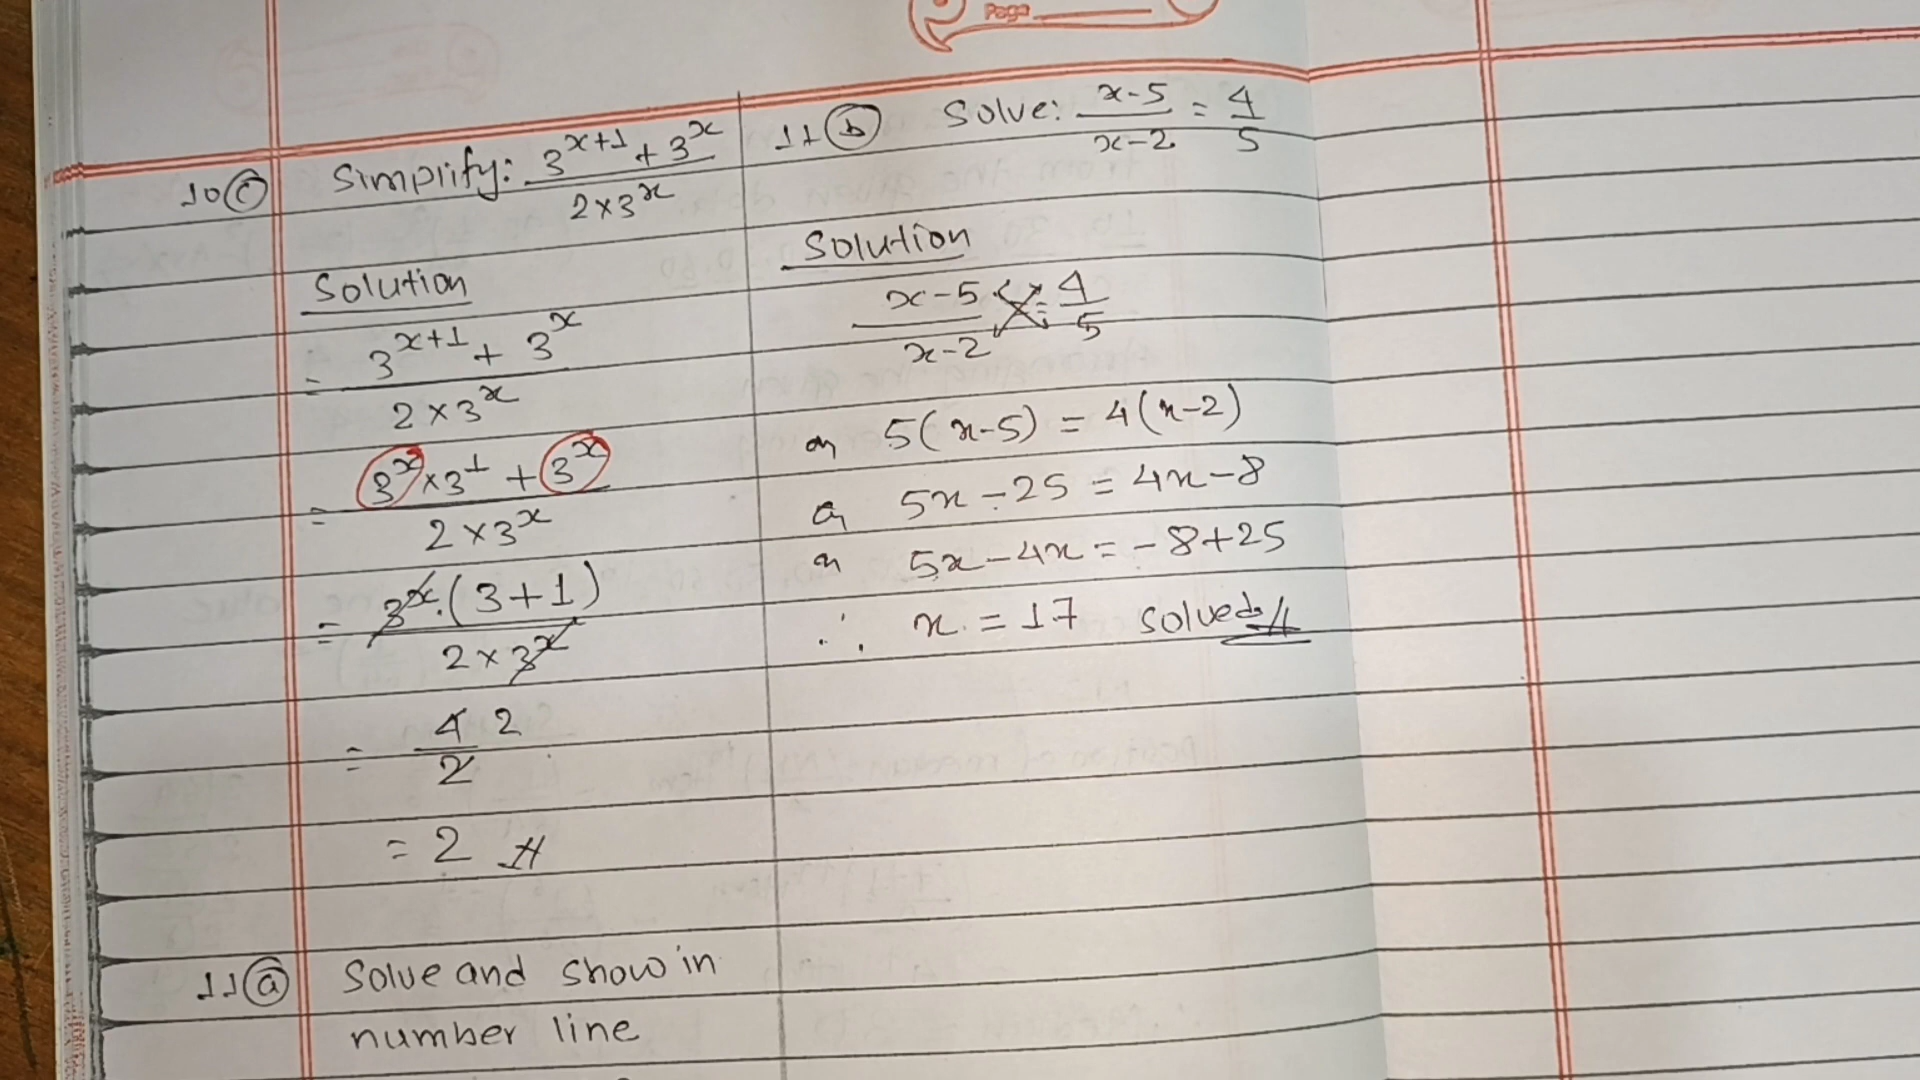 Page
10(c) Simplify: (3^(x+1) + 3^x)/(2×3^x)
Solution
= (3^(x+1) + 3^x)/(2×3^x)
= (3^x×3^1 + 3^x)/(2×3^x)
= 3^x.(3+1)/(2×3^x)
= 4/2 2
= 2
11(a) Solve and show in
number line
11(b) Solve: (x-5)/(x-2) = 4/5
Solution
(x-5)/(x-2) = 4/5
or 5(x-5) = 4(x-2)
or 5x-25 = 4x-8
or 5x-4x = -8+25
∴ x = 17 solved